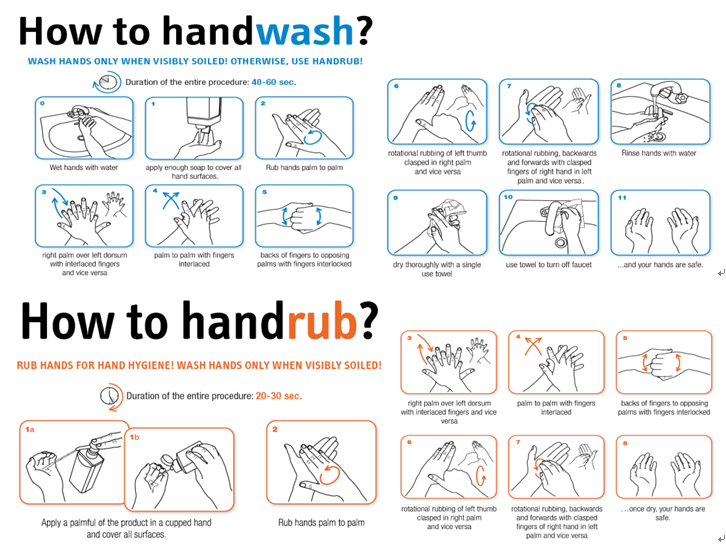 How to handwash?
WASH HANDS ONLY WHEN VISIBLY SOILED! OTHERWISE, USE HANDRUB!
Duration of the entire procedure: 40-60 sec.
0
Wet hands with water
1
apply enough soap to cover all
hand surfaces.
2
Rub hands palm to palm
3
right palm over left dorsum
with interlaced fingers
and vice versa
4
palm to palm with fingers
interlaced
5
backs of fingers to opposing
palms with fingers interlocked
6
rotational rubbing of left thumb
clasped in right palm
and vice versa
7
rotational rubbing, backwards
and forwards with clasped
fingers of right hand in left
palm and vice versa.
8
Rinse hands with water
9
dry thoroughly with a single
use towel
10
use towel to turn off faucet
11
...and your hands are safe.
How to handrub?
RUB HANDS FOR HAND HYGIENE! WASH HANDS ONLY WHEN VISIBLY SOILED!
Duration of the entire procedure: 20-30 sec.
1a
1b
Apply a palmful of the product in a cupped hand
and cover all surfaces.
2
Rub hands palm to palm
3
right palm over left dorsum
with interlaced fingers and vice
versa
4
palm to palm with fingers
interlaced
5
backs of fingers to opposing
palms with fingers interlocked
6
rotational rubbing of left thumb
clasped in right palm
and vice versa
7
rotational rubbing, backwards
and forwards with clasped
fingers of right hand in left
palm and vice versa
8
...once dry, your hands are
safe.